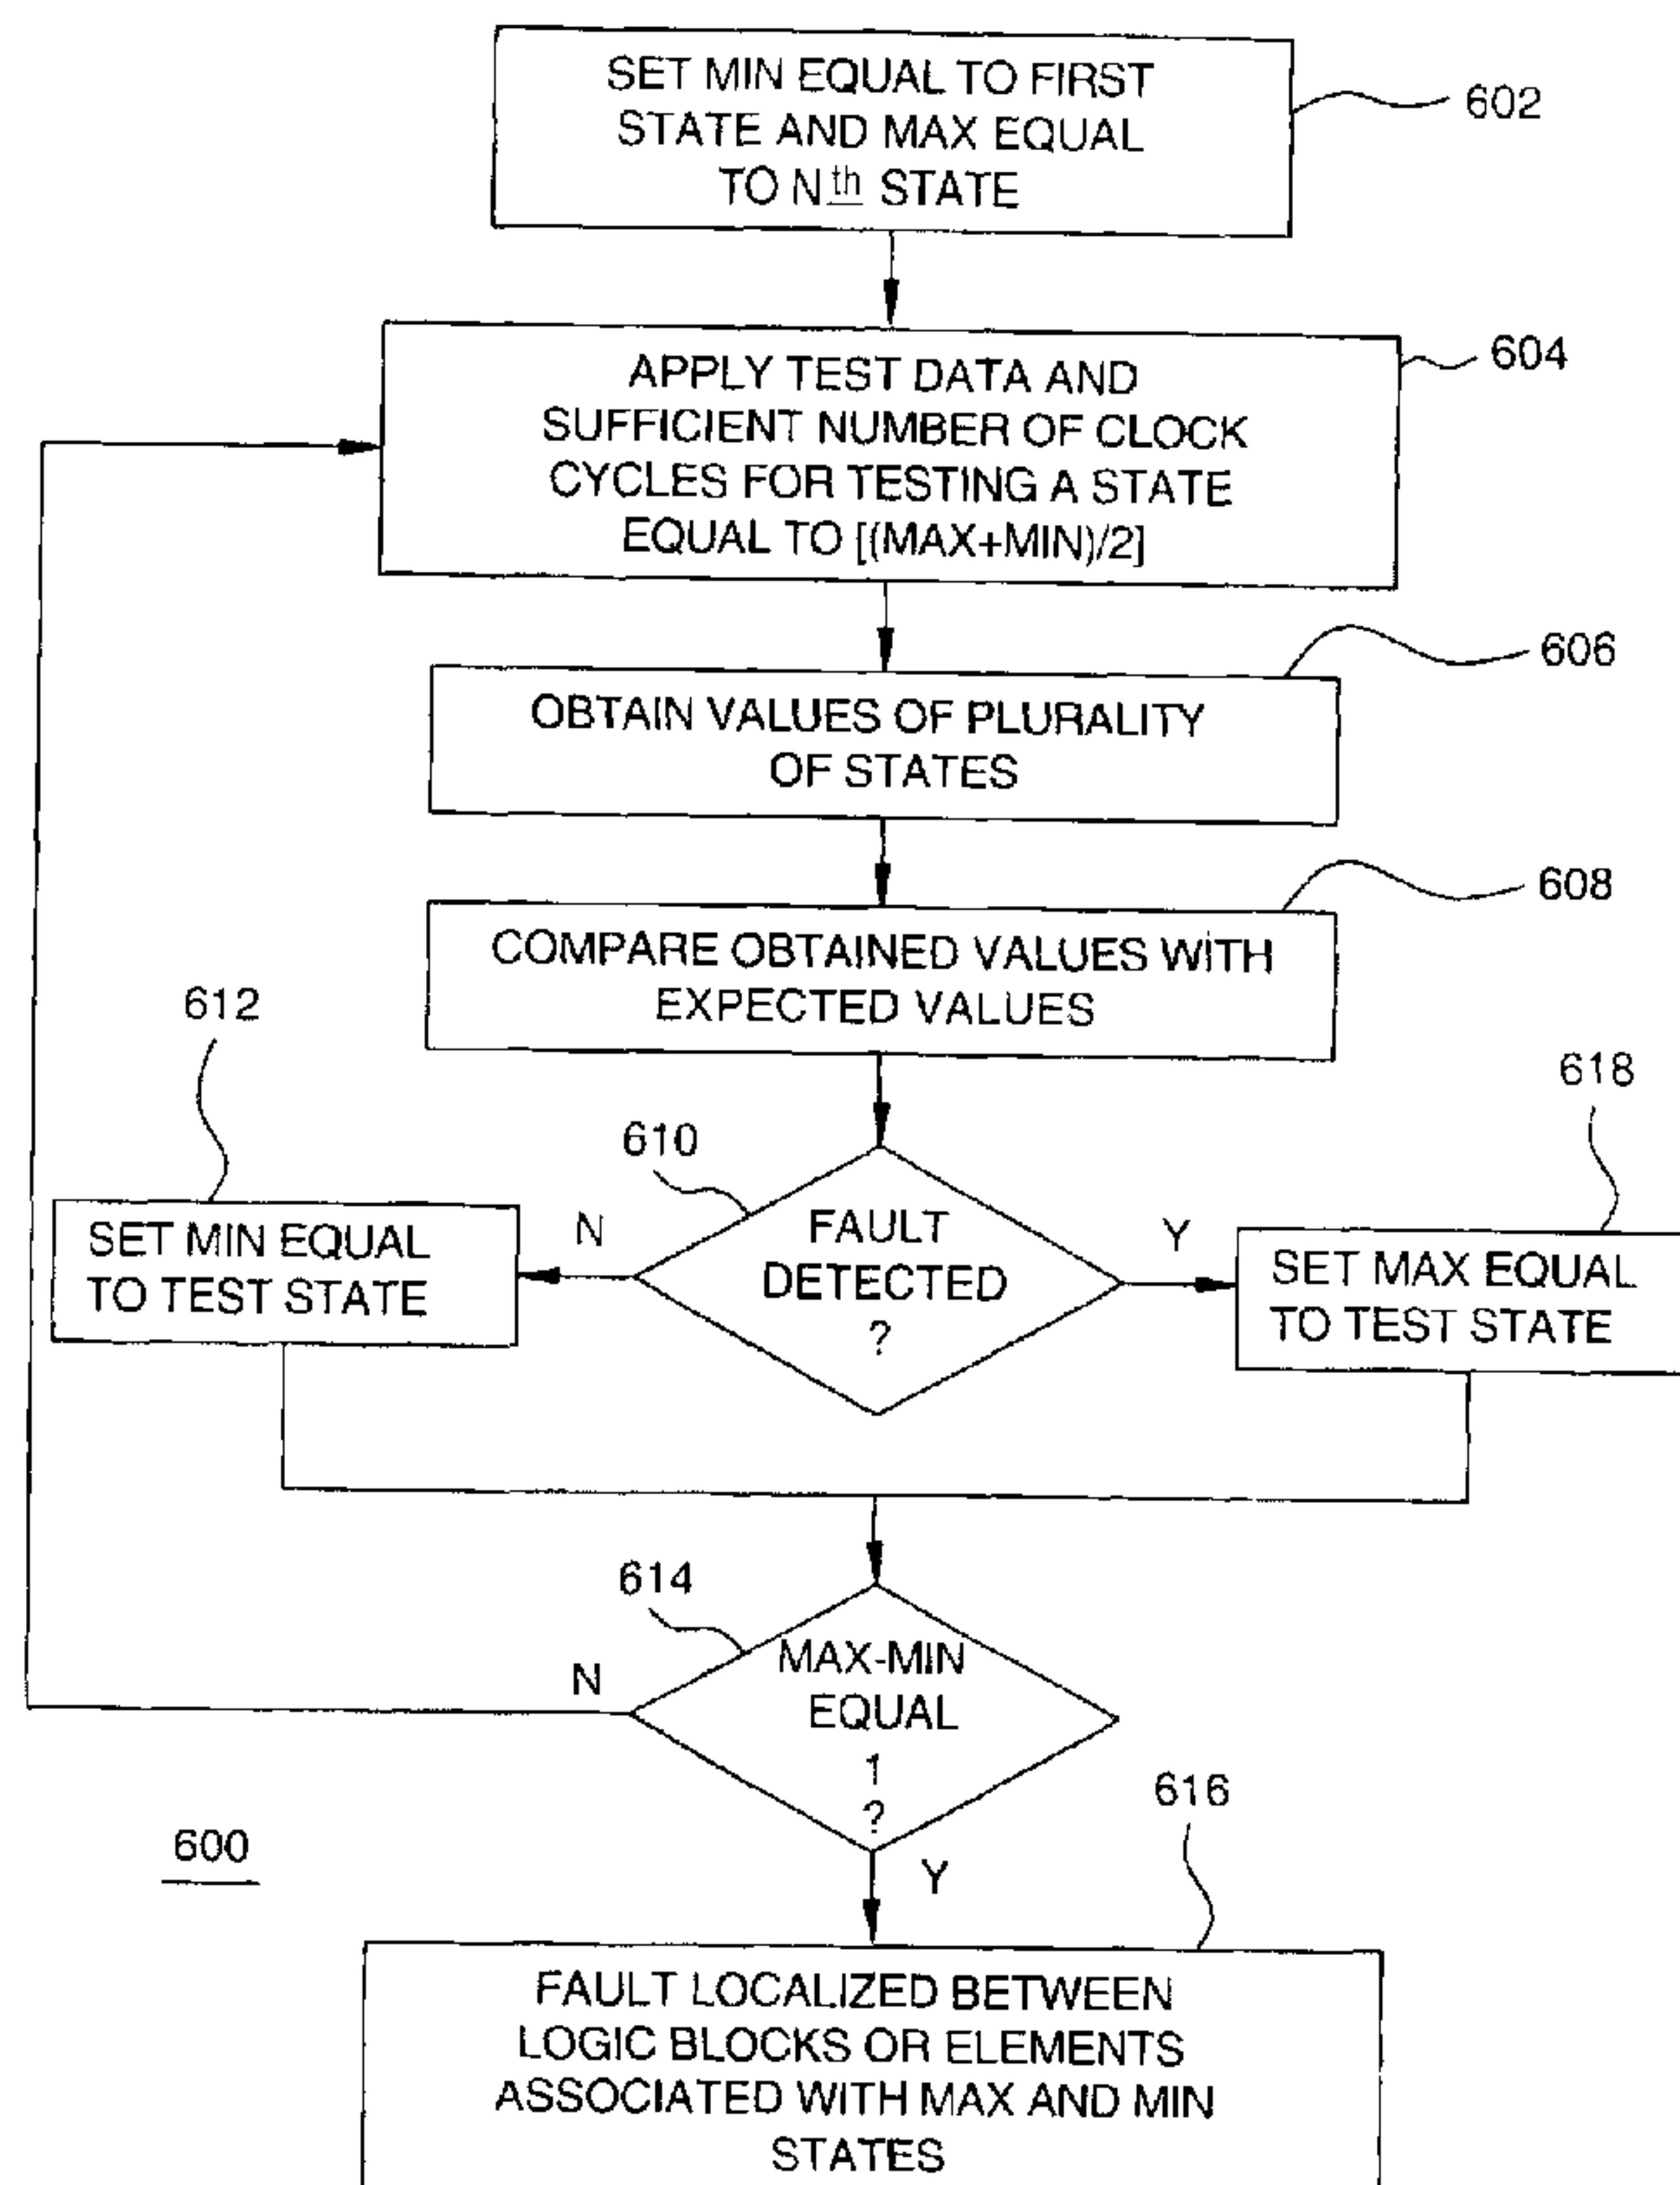 SET MIN EQUAL TO FIRST
STATE AND MAX EQUAL
TO Nth STATE
602
APPLY TEST DATA AND
SUFFICIENT NUMBER OF CLOCK
CYCLES FOR TESTING A STATE
EQUAL TO [(MAX+MIN)/2]
604
OBTAIN VALUES OF PLURALITY
OF STATES
606
COMPARE OBTAINED VALUES WITH
EXPECTED VALUES
608
612
SET MIN EQUAL
TO TEST STATE
610
N
FAULT
DETECTED
?
Y
618
SET MAX EQUAL
TO TEST STATE
614
N
MAX-MIN
EQUAL
1
?
Y
600
616
FAULT LOCALIZED BETWEEN
LOGIC BLOCKS OR ELEMENTS
ASSOCIATED WITH MAX AND MIN
STATES